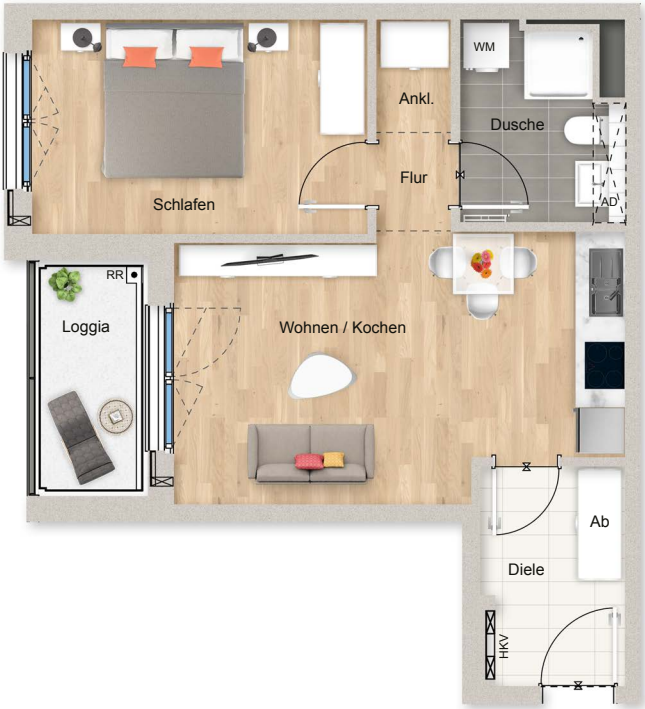 WM
Ankl.
Dusche
Flur
Schlafen
AD
RR
Loggia
Wohnen / Kochen
Ab
Diele
HKV